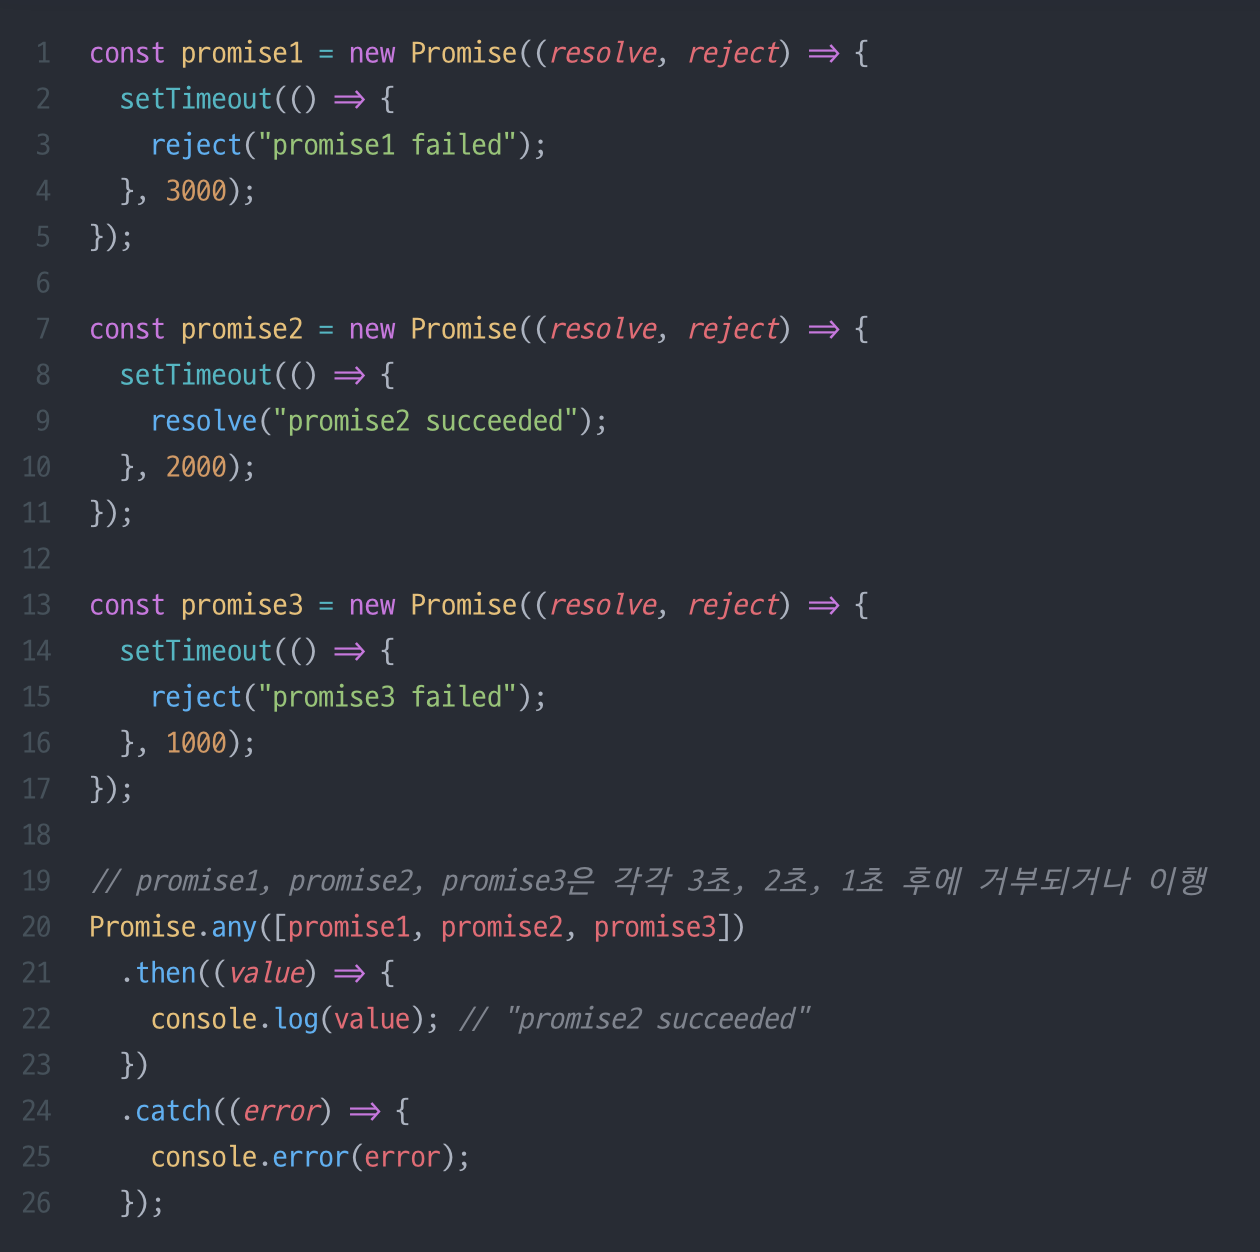 1 const promise1 = new Promise((resolve, reject) => {
2   setTimeout(() => {
3     reject("promise1 failed");
4   }, 3000);
5 });
6
7 const promise2 = new Promise((resolve, reject) => {
8   setTimeout(() => {
9     resolve("promise2 succeeded");
10   }, 2000);
11 });
12
13 const promise3 = new Promise((resolve, reject) => {
14   setTimeout(() => {
15     reject("promise3 failed");
16   }, 1000);
17 });
18
19 // promise1, promise2, promise3은 각각 3초, 2초, 1초 후에 거부되거나 이행
20 Promise.any([promise1, promise2, promise3])
21   .then((value) => {
22     console.log(value); // "promise2 succeeded"
23   })
24   .catch((error) => {
25     console.error(error);
26   });